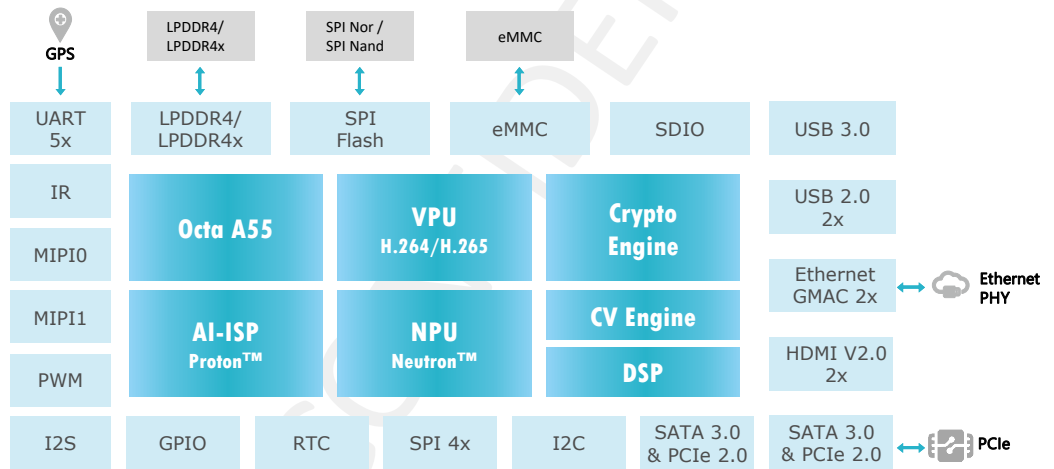 GPS
LPDDR4/
LPDDR4x
SPI Nor /
SPI Nand
eMMC
UART
5x
LPDDR4/
LPDDR4x
SPI
Flash
eMMC
SDIO
USB 3.0
IR
Octa A55
VPU
H.264/H.265
Crypto
Engine
USB 2.0
2x
MIPI0
Ethernet
GMAC 2x
Ethernet
PHY
MIPI1
AI-ISP
Proton™
NPU
Neutron™
CV Engine
DSP
HDMI V2.0
2x
PWM
I2S
GPIO
RTC
SPI 4x
I2C
SATA 3.0
& PCIe 2.0
SATA 3.0
& PCIe 2.0
PCIe